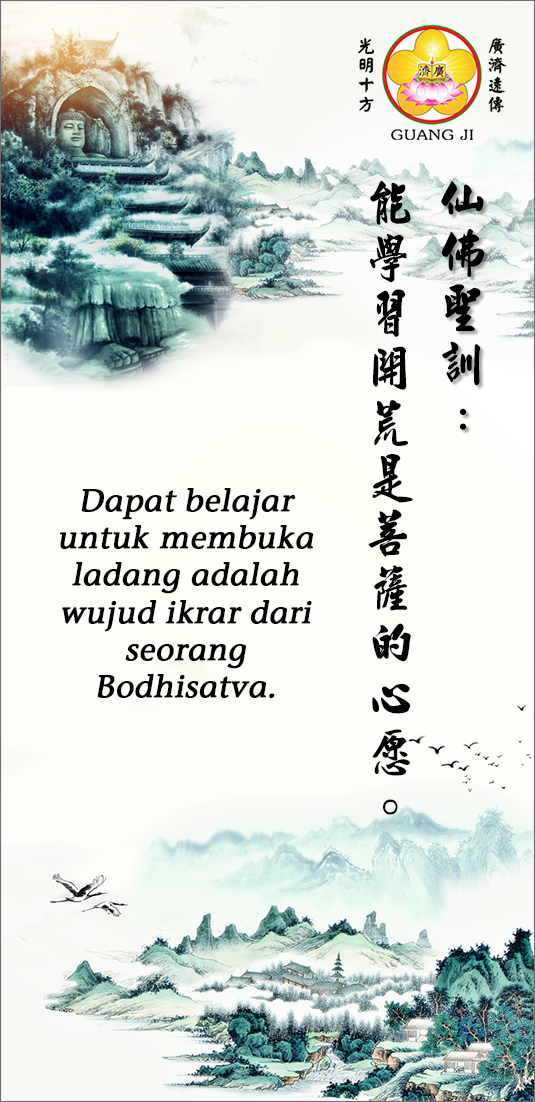 廣濟遠傳
光明十方
濟廣
GUANG JI
仙佛聖訓：
能學習開荒是菩薩的心愿。
Dapat belajar
untuk membuka
ladang adalah
wujud ikrar dari
seorang
Bodhisatva.